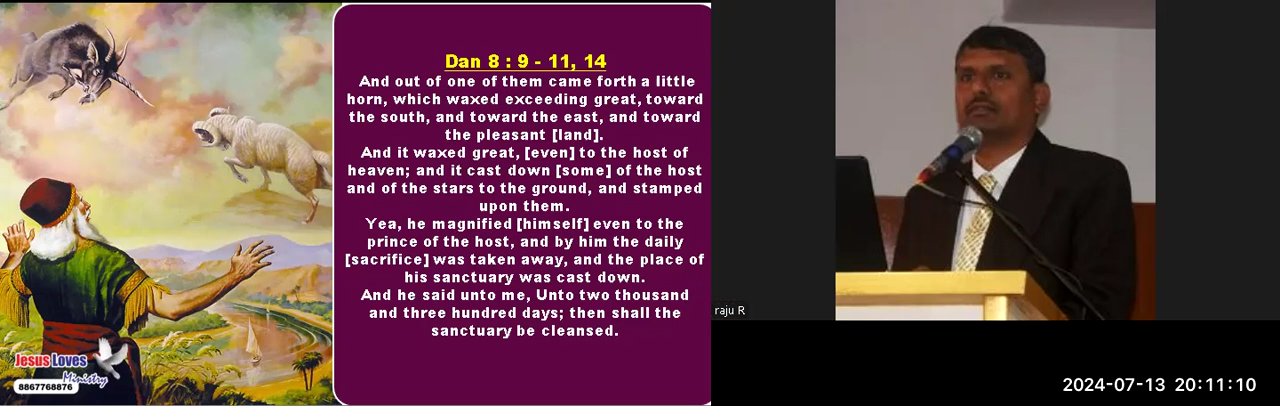 Dan 8 : 9 - 11, 14
And out of one of them came forth a little
horn, which waxed exceeding great, toward
the south, and toward the east, and toward
the pleasant [land].
And it waxed great, [even] to the host of
heaven; and it cast down [some] of the host
and of the stars to the ground, and stamped
upon them.
Yea, he magnified [himself] even to the
prince of the host, and by him the daily
[sacrifice] was taken away, and the place of
his sanctuary was cast down.
And he said unto me, Unto two thousand
and three hundred days; then shall the
sanctuary be cleansed.
Jesus Loves
Ministry
8867768876
raju R
2024-07-13 20:11:10